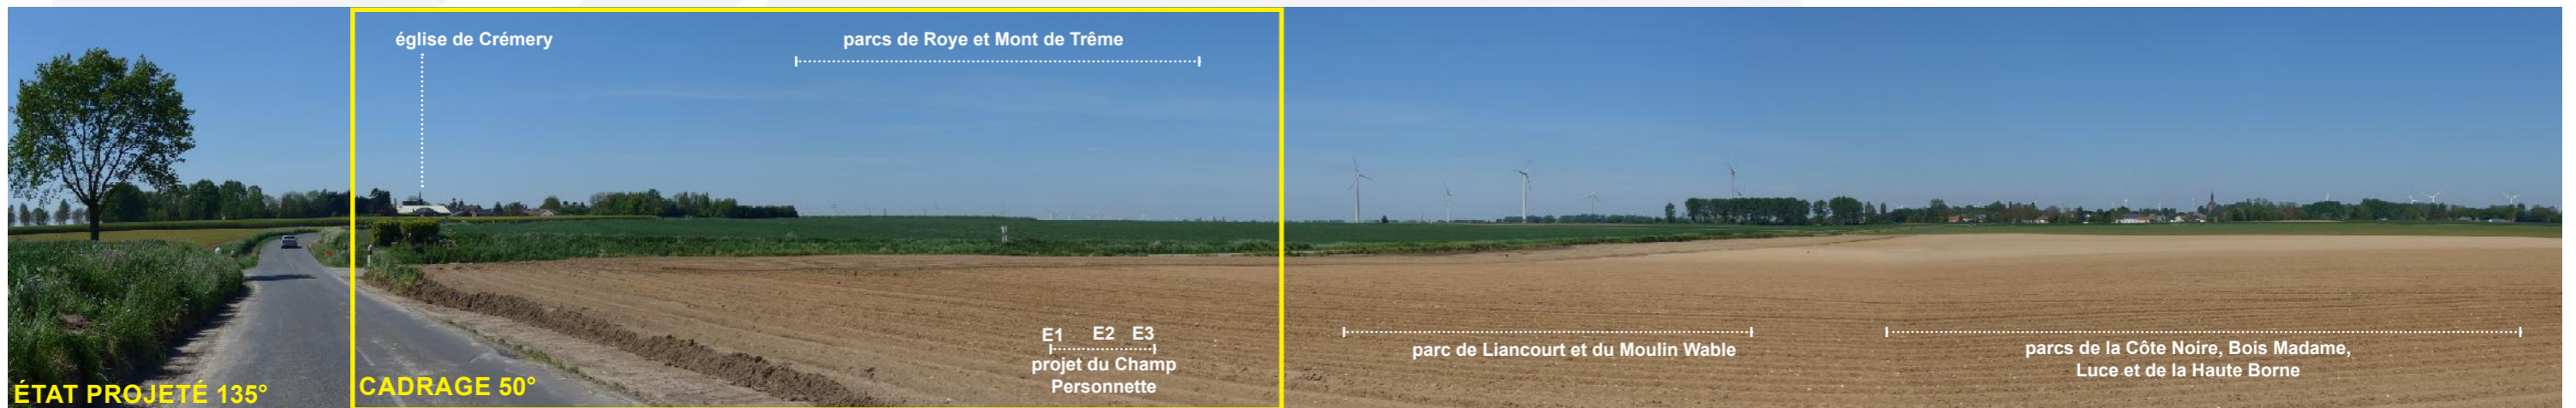 église de Crémery
parcs de Roye et Mont de Trême
E1 E2 E3
projet du Champ
Personnette
parc de Liancourt et du Moulin Wable
parcs de la Côte Noire, Bois Madame,
Luce et de la Haute Borne
ÉTAT PROJETÉ 135°
CADRAGE 50°